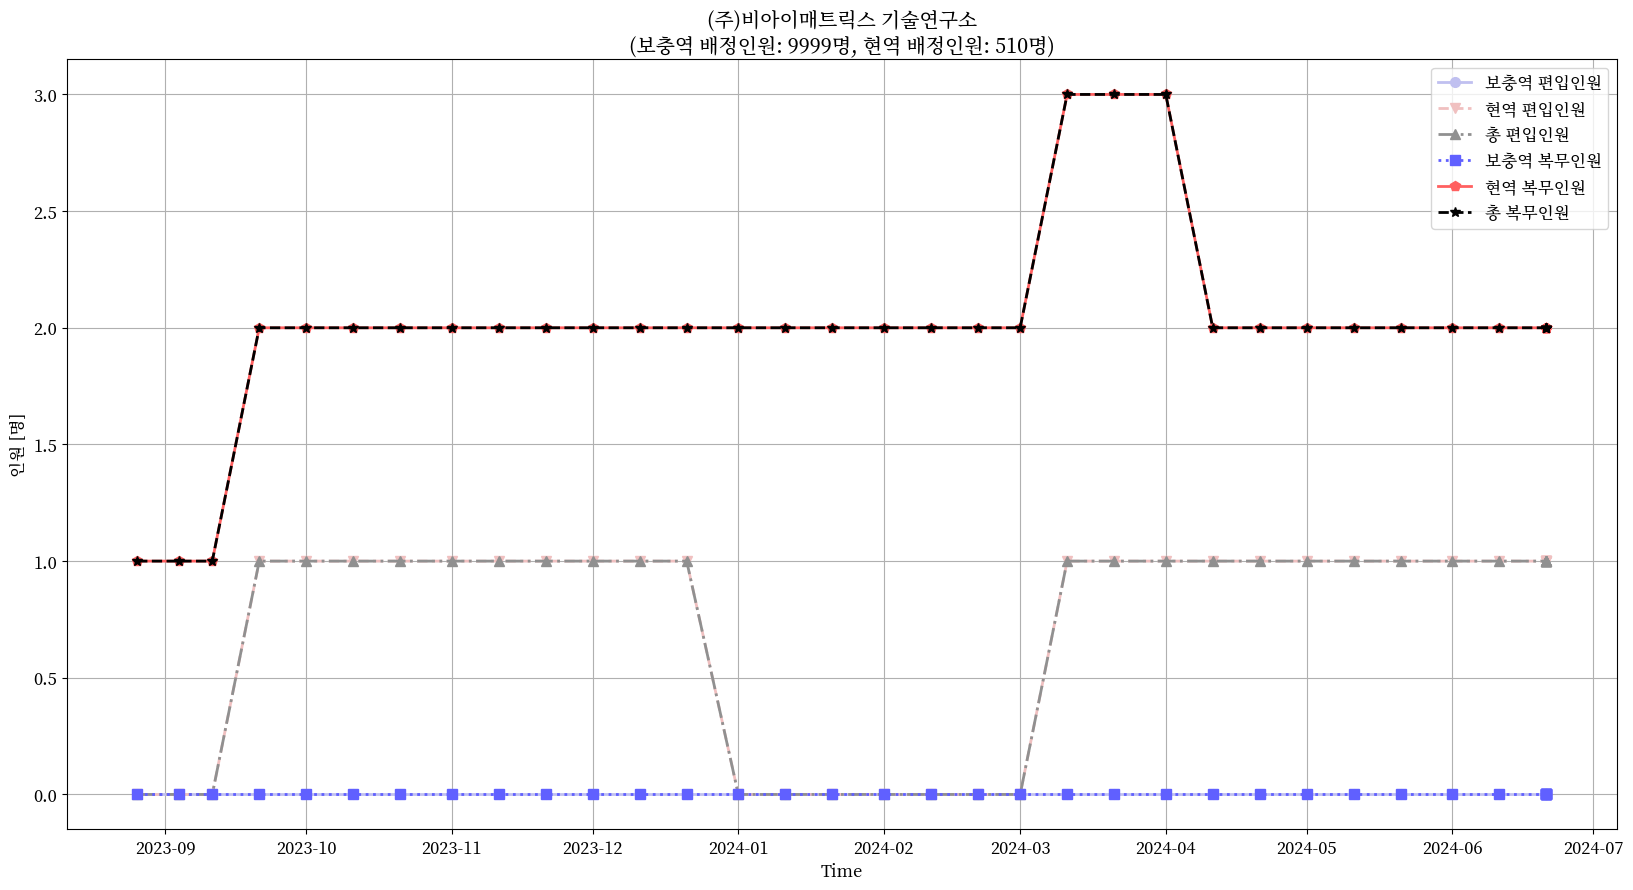 (주)비아이매트릭스 기술연구소
(보충역 배정인원: 9999명, 현역 배정인원: 510명)
보충역 편입인원
현역 편입인원
총 편입인원
보충역 복무인원
현역 복무인원
총 복무인원
인원 [명]
3.0
2.5
2.0
1.5
1.0
0.5
0.0
2023-09
2023-10
2023-11
2023-12
2024-01
2024-02
2024-03
2024-04
2024-05
2024-06
2024-07
Time